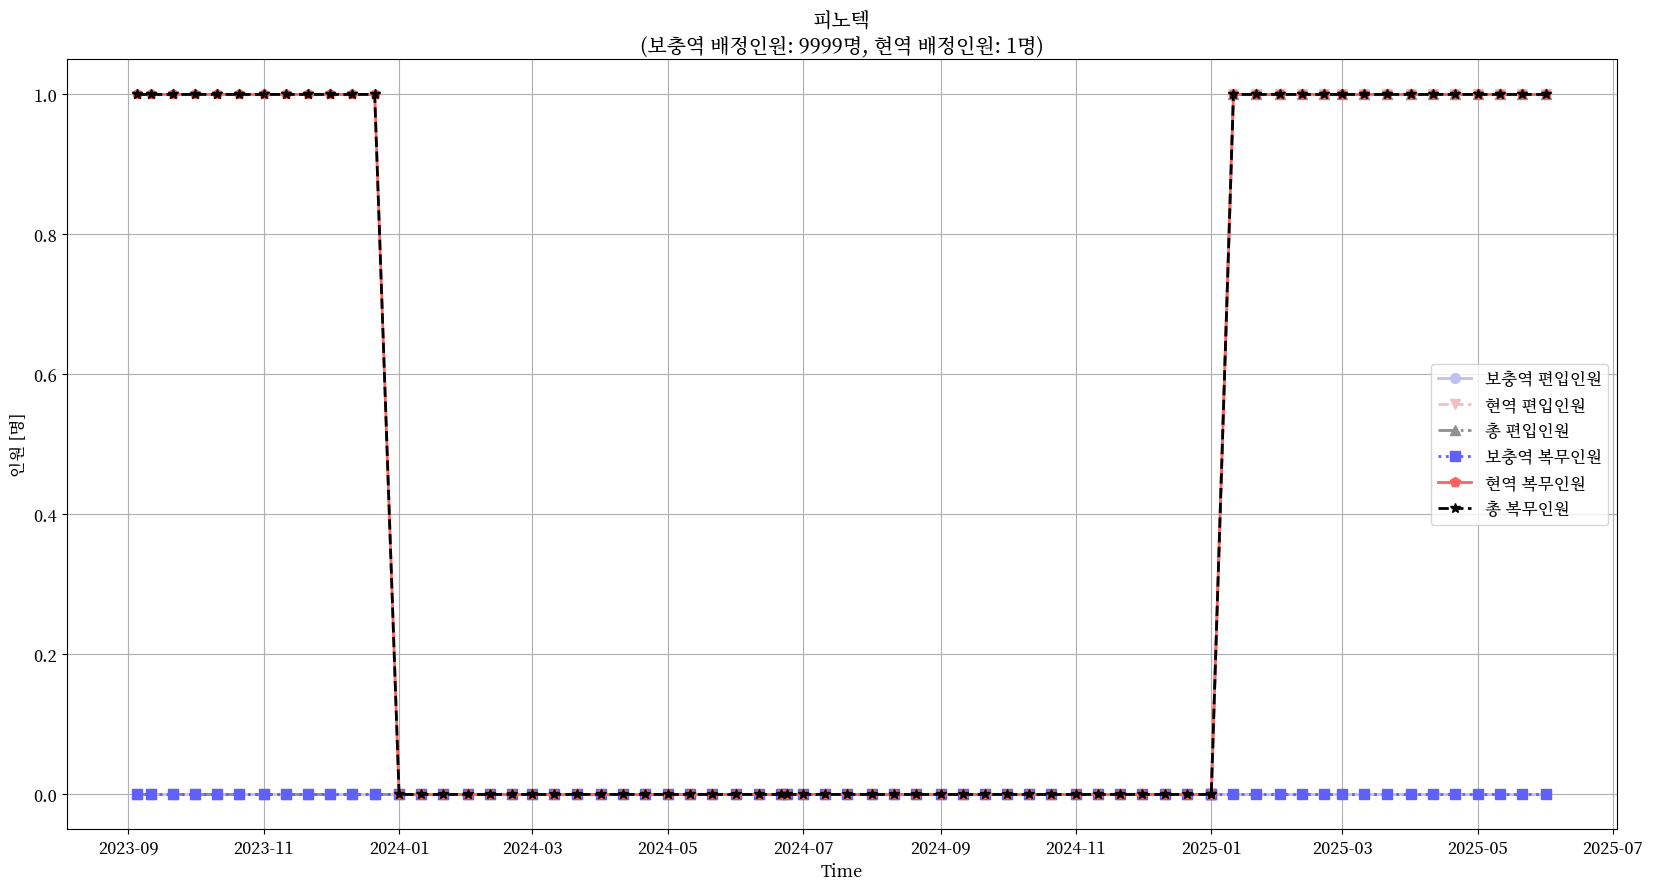 피노텍
(보충역 배정인원: 9999명, 현역 배정인원: 1명)
인원 [명]
1.0
0.8
0.6
0.4
0.2
0.0
보충역 편입인원
현역 편입인원
총 편입인원
보충역 복무인원
현역 복무인원
총 복무인원
2023-09 2023-11 2024-01 2024-03 2024-05 2024-07 2024-09 2024-11 2025-01 2025-03 2025-05 2025-07
Time